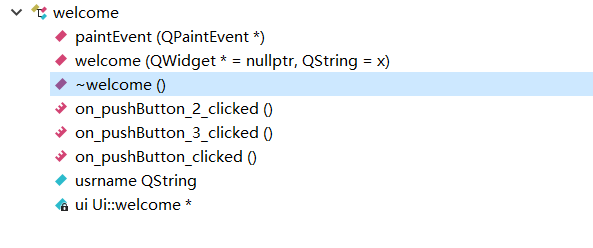 welcome
paintEvent (QPaintEvent *)
welcome (QWidget * = nullptr, QString = x)
~welcome ()
on_pushButton_2_clicked ()
on_pushButton_3_clicked ()
on_pushButton_clicked ()
usrname QString
ui Ui::welcome *